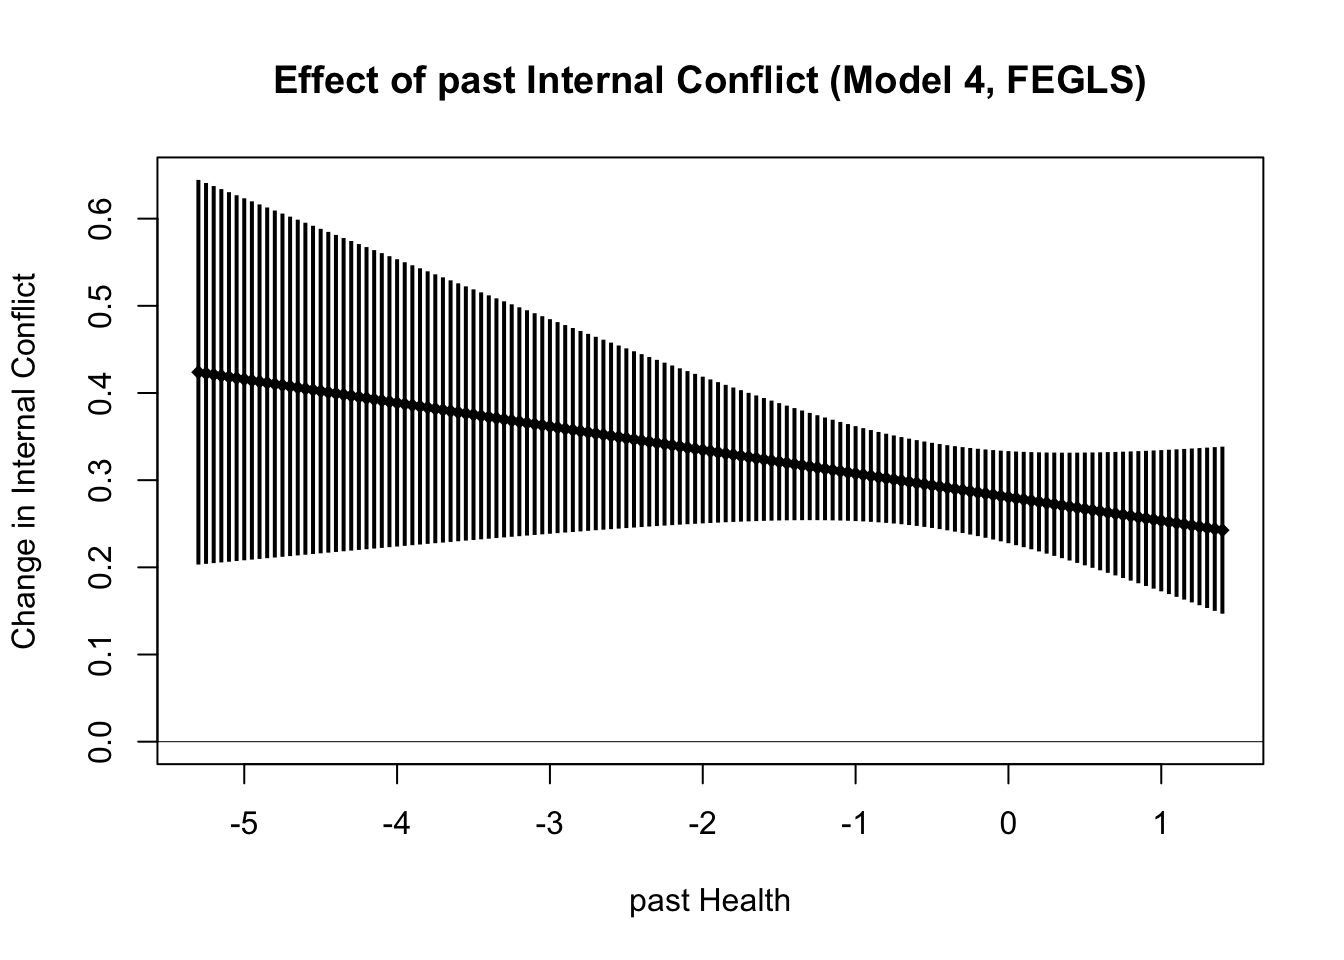 Effect of past Internal Conflict (Model 4, FEGLS)
Change in Internal Conflict
0.6
0.5
0.4
0.3
0.2
0.1
0.0
-5 -4 -3 -2 -1 0 1
past Health